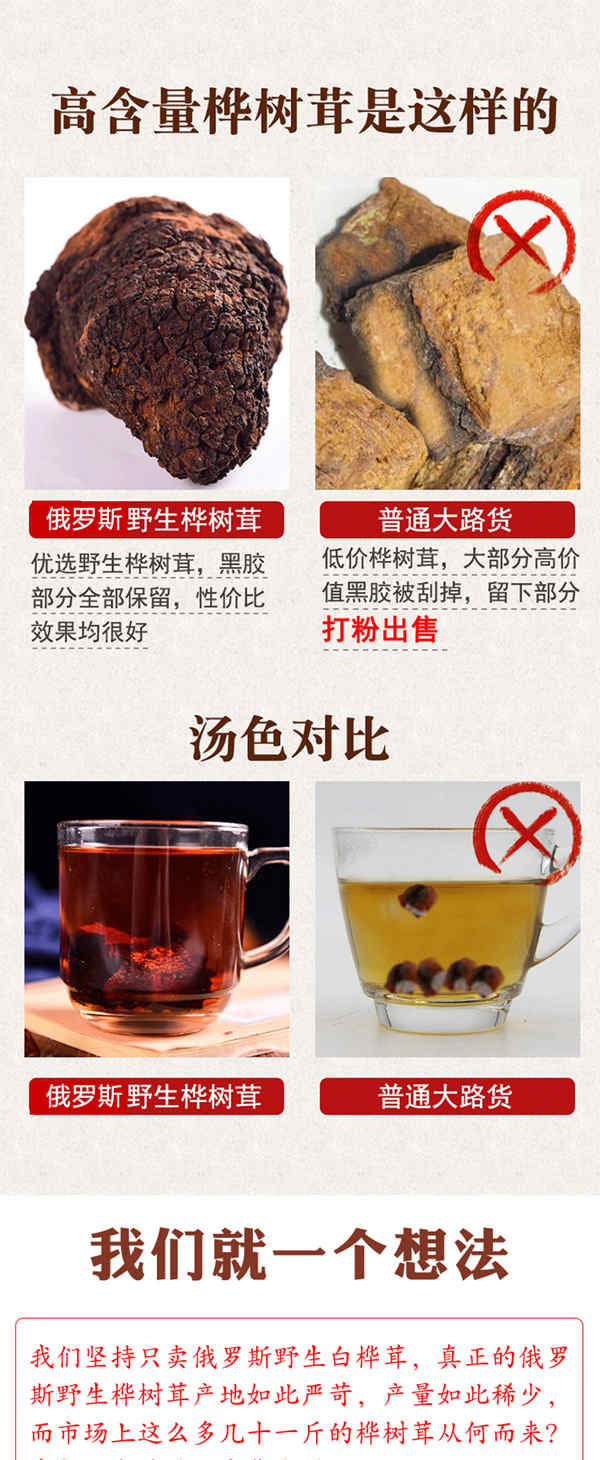 高含量桦树茸是这样的
俄罗斯野生桦树茸
普通大路货
优选野生桦树茸，黑胶
部分全部保留，性价比
效果均很好
低价桦树茸，大部分高价
值黑胶被刮掉，留下部分
打粉出售
汤色对比
俄罗斯野生桦树茸
普通大路货
我们就一个想法
我们坚持只卖俄罗斯野生白桦茸，真正的俄罗
斯野生桦树茸产地如此严苛，产量如此稀少，
而市场上这么多几十一斤的桦树茸从何而来？